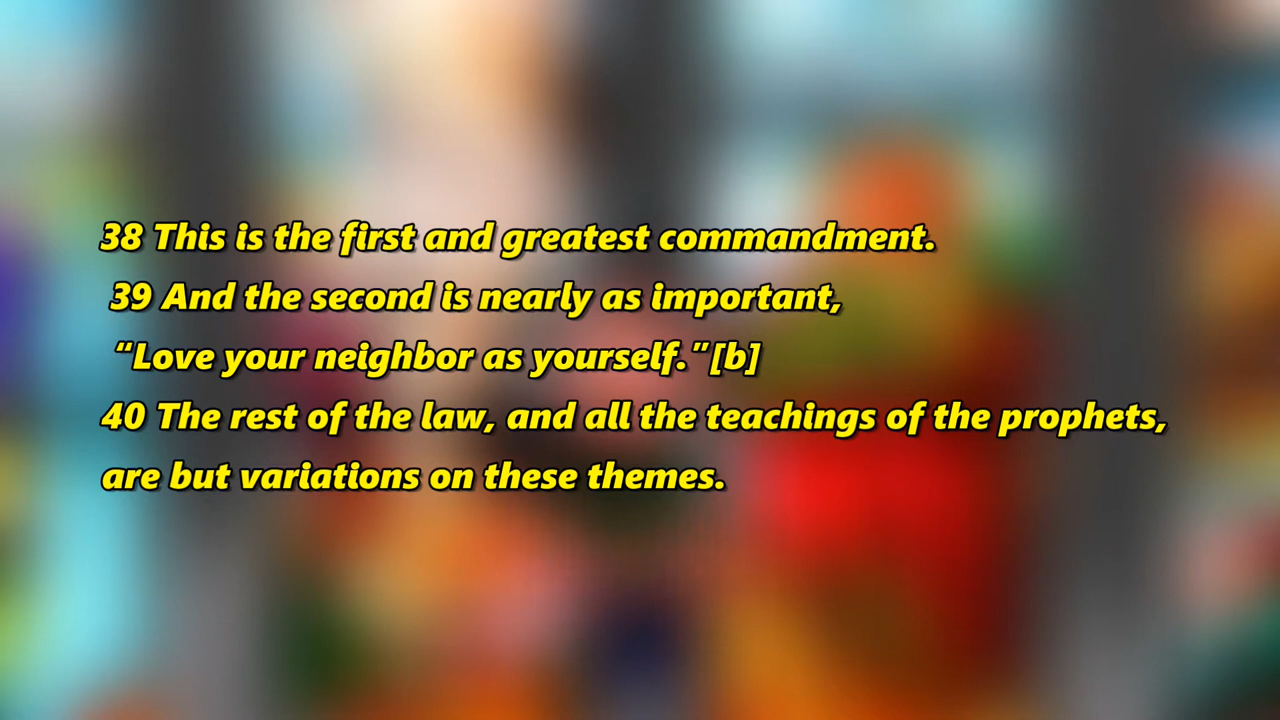 38 This is the first and greatest commandment.
39 And the second is nearly as important,
“Love your neighbor as yourself.”[b]
40 The rest of the law, and all the teachings of the prophets,
are but variations on these themes.